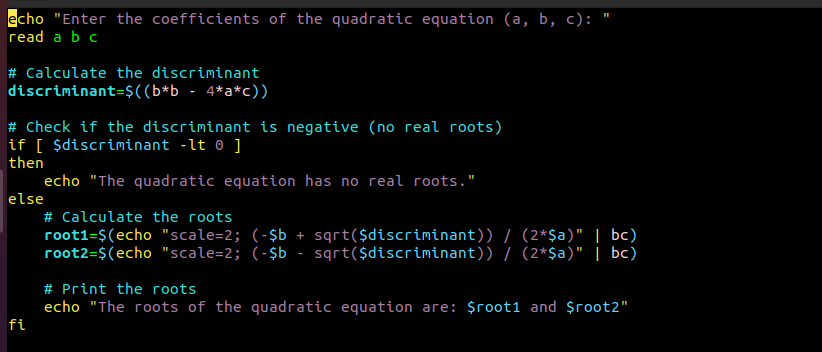 echo "Enter the coefficients of the quadratic equation (a, b, c): "
read a b c

# Calculate the discriminant
discriminant=$((b*b - 4*a*c))

# Check if the discriminant is negative (no real roots)
if [ $discriminant -lt 0 ]
then
    echo "The quadratic equation has no real roots."
else
    # Calculate the roots
    root1=$(echo "scale=2; (-$b + sqrt($discriminant)) / (2*$a)" | bc)
    root2=$(echo "scale=2; (-$b - sqrt($discriminant)) / (2*$a)" | bc)

    # Print the roots
    echo "The roots of the quadratic equation are: $root1 and $root2"
fi